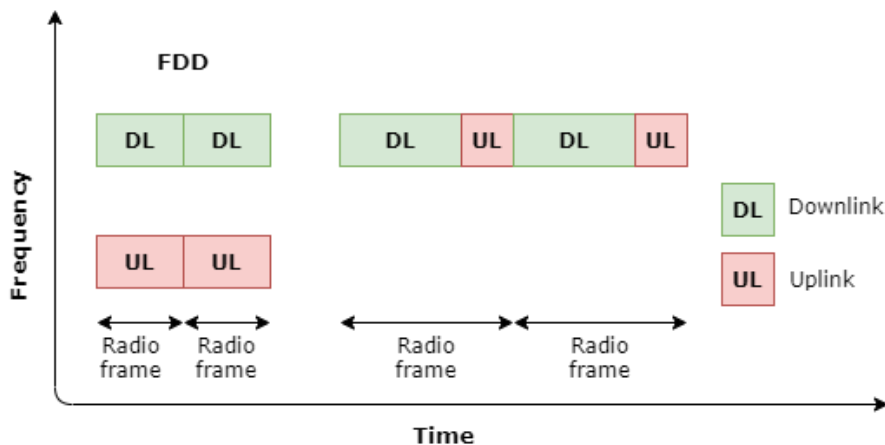 FDD
DL DL DL UL DL UL
DL Downlink
UL UL
UL Uplink
Radio frame Radio frame Radio frame Radio frame
Frequency
Time